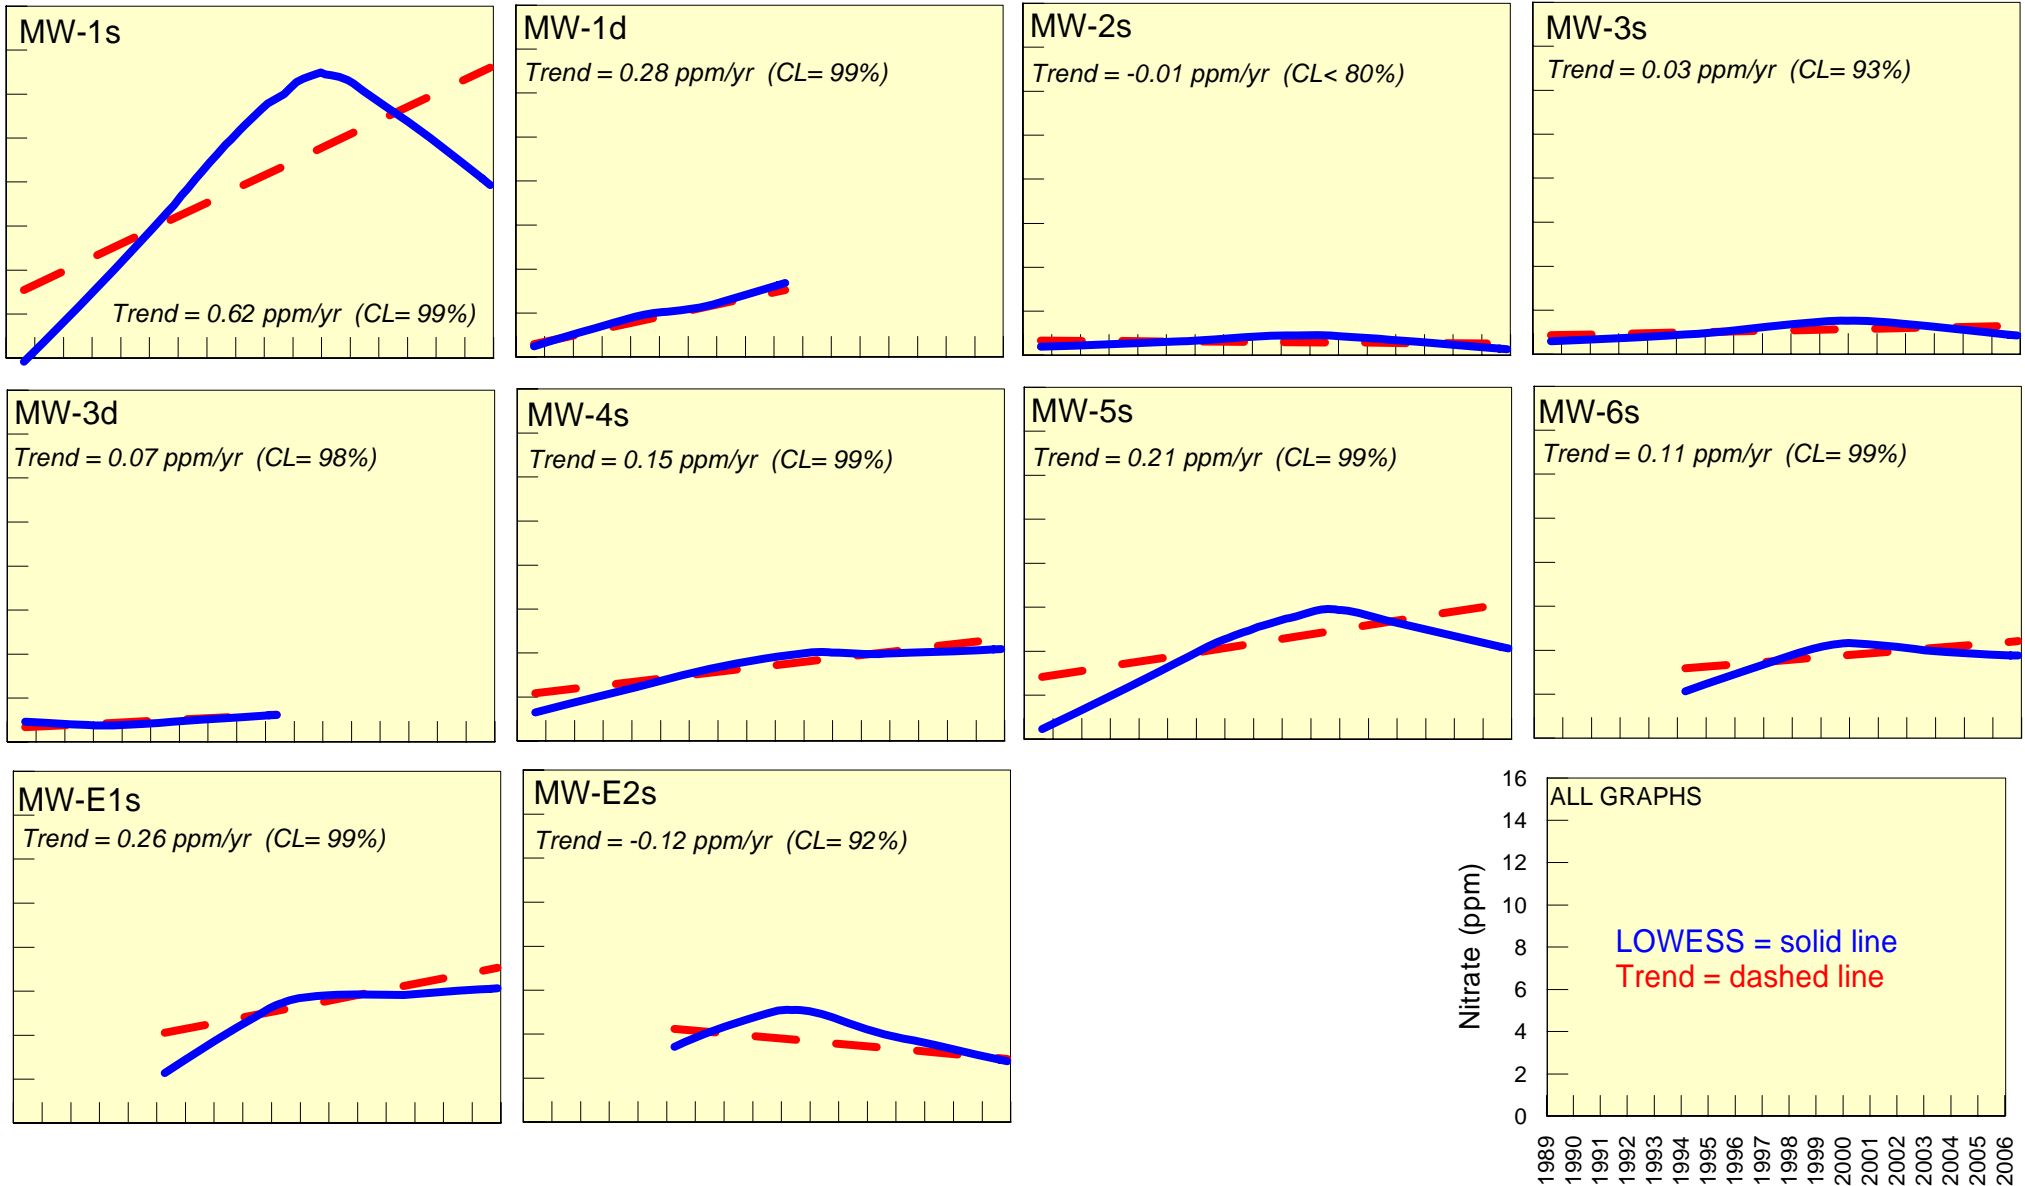 MW-1s
Trend = 0.62 ppm/yr (CL= 99%)
MW-1d
Trend = 0.28 ppm/yr (CL= 99%)
MW-2s
Trend = -0.01 ppm/yr (CL< 80%)
MW-3s
Trend = 0.03 ppm/yr (CL= 93%)
MW-3d
Trend = 0.07 ppm/yr (CL= 98%)
MW-4s
Trend = 0.15 ppm/yr (CL= 99%)
MW-5s
Trend = 0.21 ppm/yr (CL= 99%)
MW-6s
Trend = 0.11 ppm/yr (CL= 99%)
MW-E1s
Trend = 0.26 ppm/yr (CL= 99%)
MW-E2s
Trend = -0.12 ppm/yr (CL= 92%)
ALL GRAPHS
LOWESS = solid line
Trend = dashed line
Nitrate (ppm)
16
14
12
10
8
6
4
2
0
1989
1990
1991
1992
1993
1994
1995
1996
1997
1998
1999
2000
2001
2002
2003
2004
2005
2006